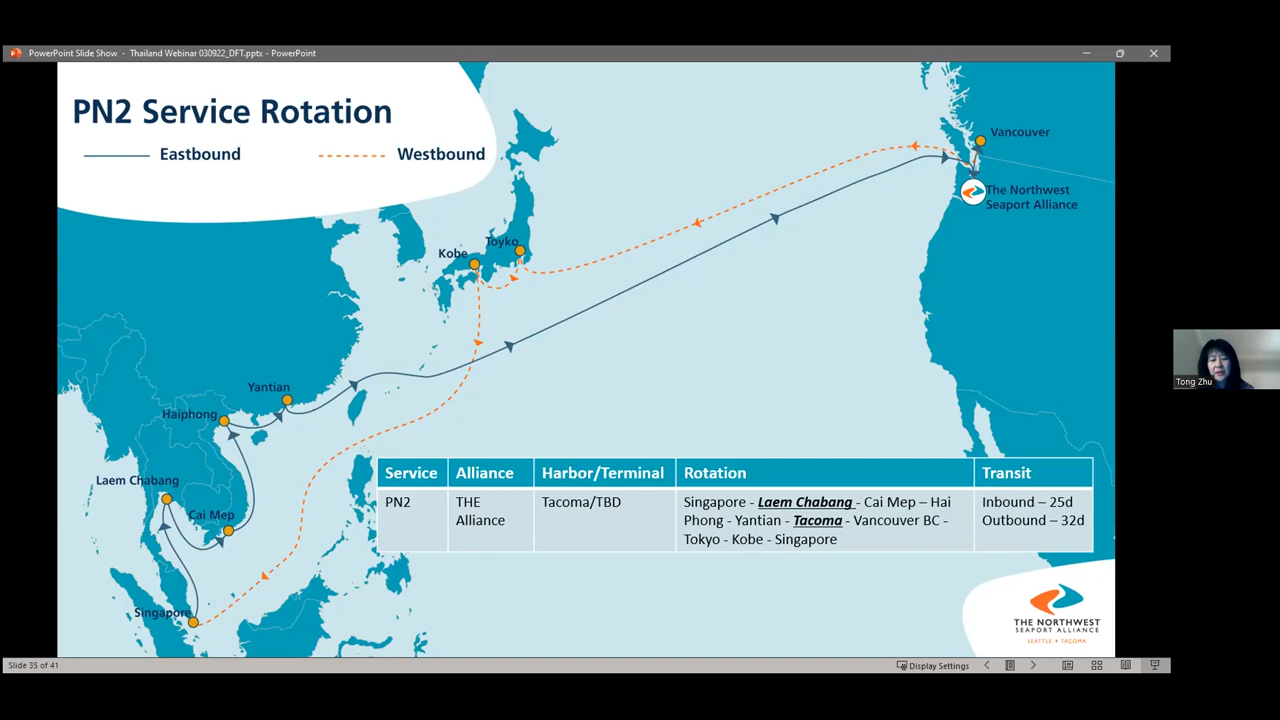 PowerPoint Slide Show - Thailand Webinar 030922_DFT.pptx - PowerPoint
PN2 Service Rotation
Eastbound
Westbound
Vancouver
The Northwest
Seaport Alliance
Toyko
Kobe
Yantian
Haiphong
Laem Chabang
Cai Mep
Singapore
Service Alliance Harbor/Terminal Rotation Transit
PN2
THE
Alliance
Tacoma/TBD
Singapore - Laem Chabang - Cai Mep – Hai
Phong - Yantian - Tacoma - Vancouver BC -
Tokyo - Kobe - Singapore
Inbound – 25d
Outbound – 32d
THE NORTHWEST
SEAPORT ALLIANCE
SEATTLE + TACOMA
Tong Zhu
Slide 35 of 41
Display Settings